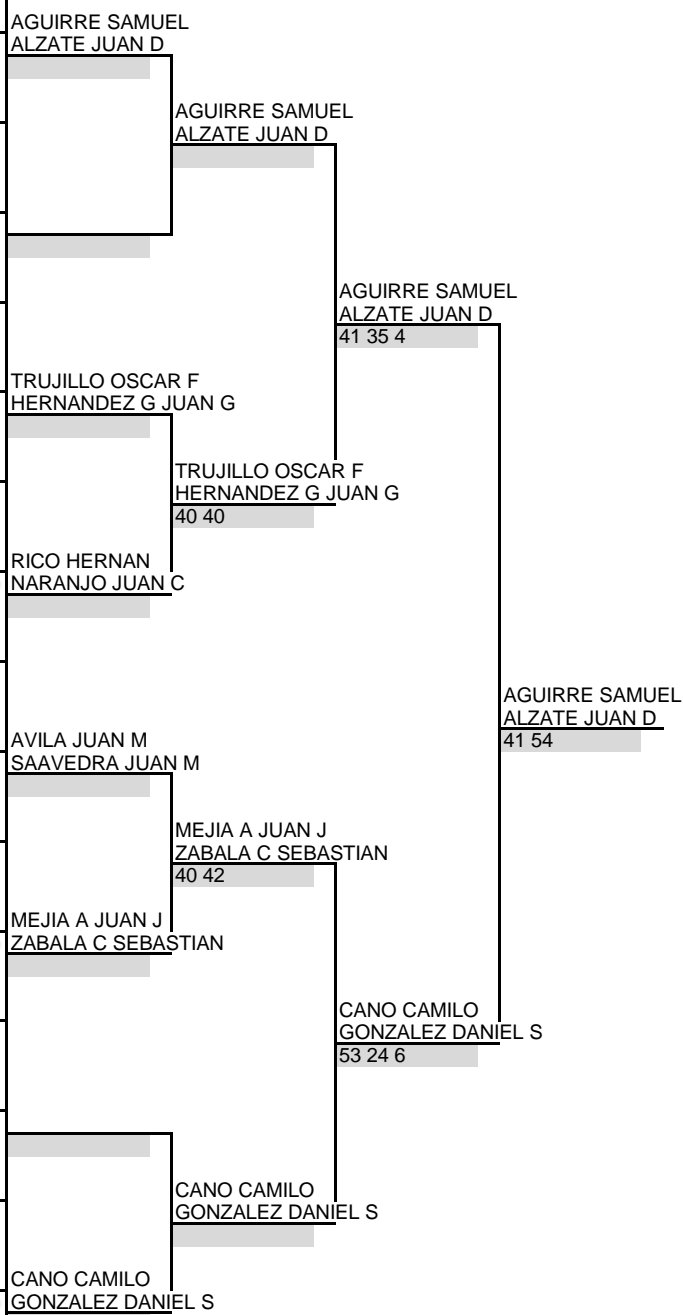 AGUIRRE SAMUEL
ALZATE JUAN D
AGUIRRE SAMUEL
ALZATE JUAN D
AGUIRRE SAMUEL
ALZATE JUAN D
41 35 4
TRUJILLO OSCAR F
HERNANDEZ G JUAN G
TRUJILLO OSCAR F
HERNANDEZ G JUAN G
40 40
RICO HERNAN
NARANJO JUAN C
AGUIRRE SAMUEL
ALZATE JUAN D
41 54
AVILA JUAN M
SAAVEDRA JUAN M
MEJIA A JUAN J
ZABALA C SEBASTIAN
40 42
MEJIA A JUAN J
ZABALA C SEBASTIAN
CANO CAMILO
GONZALEZ DANIEL S
53 24 6
CANO CAMILO
GONZALEZ DANIEL S
CANO CAMILO
GONZALEZ DANIEL S